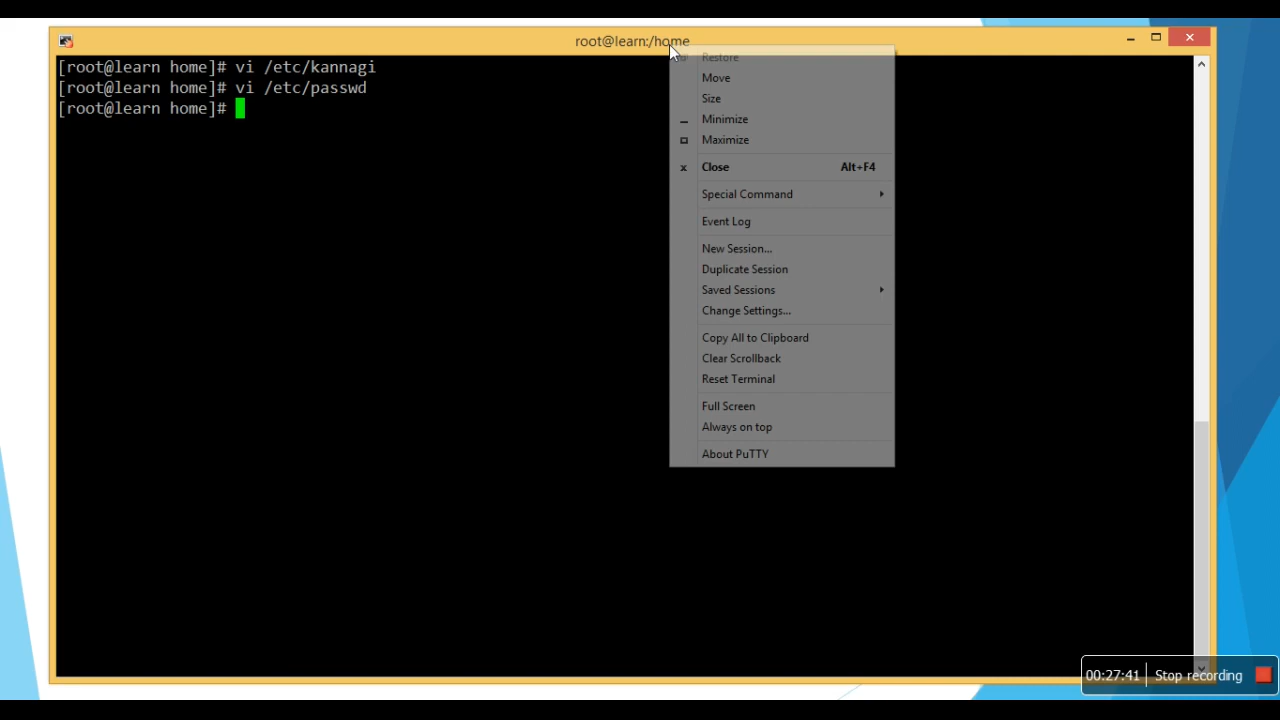 root@learn:/home
[root@learn home]# vi /etc/kannagi
[root@learn home]# vi /etc/passwd
[root@learn home]#
Restore
Move
Size
Minimize
Maximize
Close Alt+F4
Special Command
Event Log
New Session...
Duplicate Session
Saved Sessions
Change Settings...
Copy All to Clipboard
Clear Scrollback
Reset Terminal
Full Screen
Always on top
About PuTTY
00:27:41 Stop recording